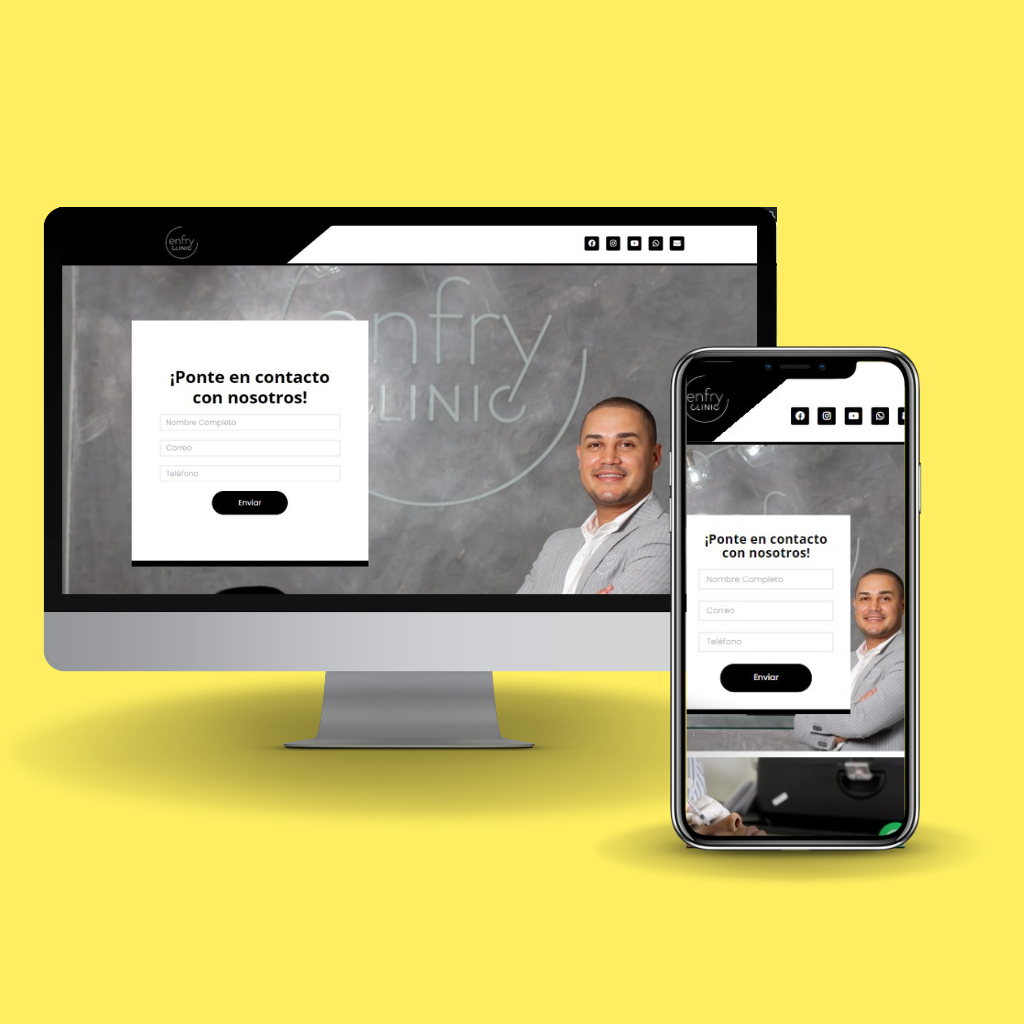 enfry
CLINIC
enfry
CLINIC
¡Ponte en contacto
con nosotros!
Nombre Completo
Correo
Teléfono
Enviar
enfry
CLINIC
¡Ponte en contacto
con nosotros!
Nombre Completo
Correo
Teléfono
Enviar